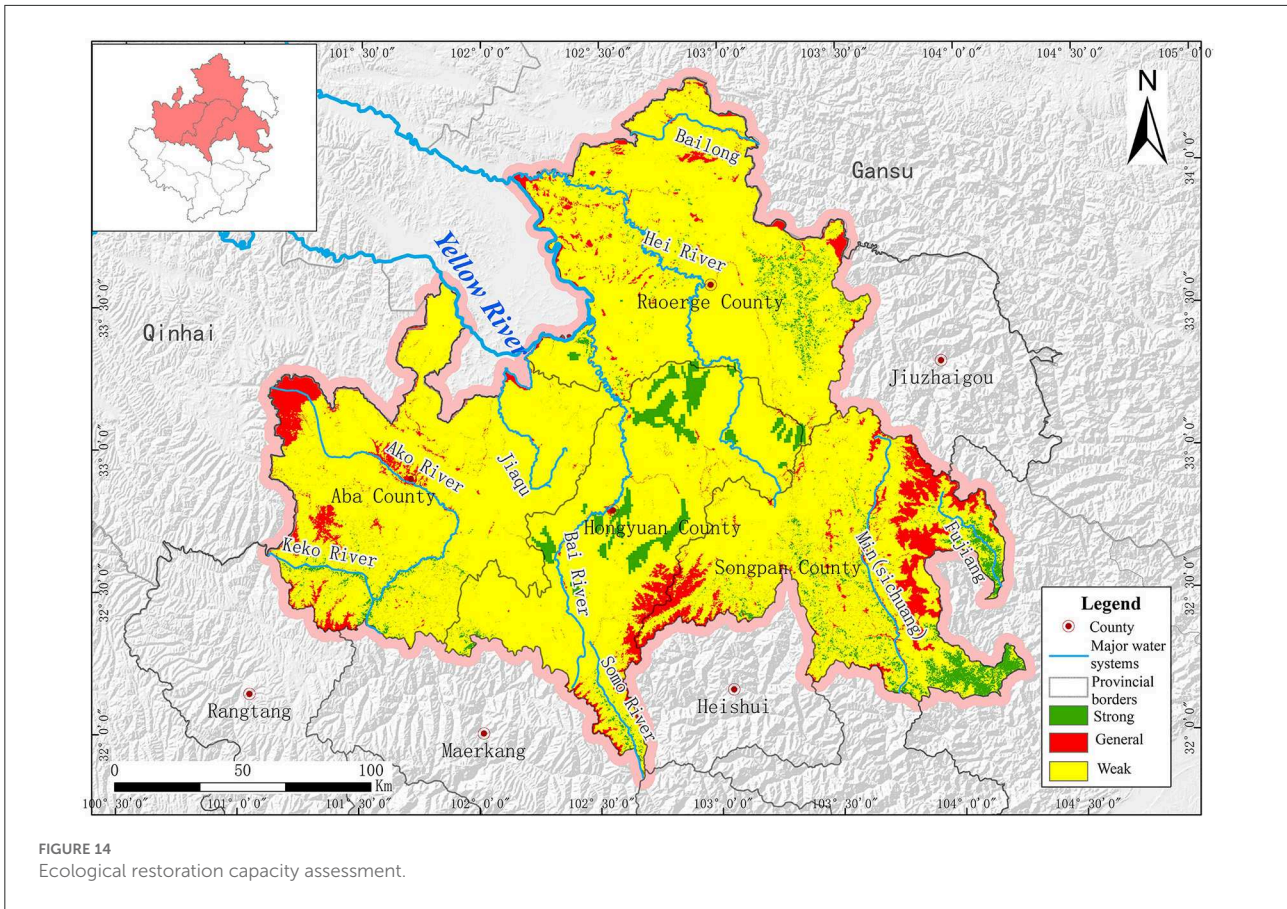 101° 30′ 0″
102° 0′ 0″
102° 30′ 0″
103° 0′ 0″
103° 30′ 0″
104° 0′ 0″
104° 30′ 0″
105° 0′ 0
N
Bailong
Gansu
34° 0′ 0″
Hei River
Yellow River
Ruoerge County
33° 30′ 0″
33° 30′ 0″
Qinhai
Jiuzhaigou
33° 0′ 0″
33° 0′ 0″
Ako River
Jiaqu
Aba County
Hongyuan County
Fujiang
Keko River
Bai River
Songpan County
Min(sichuang)
32° 30′ 0″
32° 30′ 0″
Somo River
Rangtang
Heishui
Maerkang
32° 0′ 0″
32° 0′ 0″
Legend
County
Major water
systems
Provincial
borders
Strong
General
Weak
0 50 100
Km
100° 30′ 0″
101° 0′ 0″
101° 30′ 0″
102° 0′ 0″
102° 30′ 0″
103° 0′ 0″
103° 30′ 0″
104° 0′ 0″
104° 30′ 0″
FIGURE 14
Ecological restoration capacity assessment.